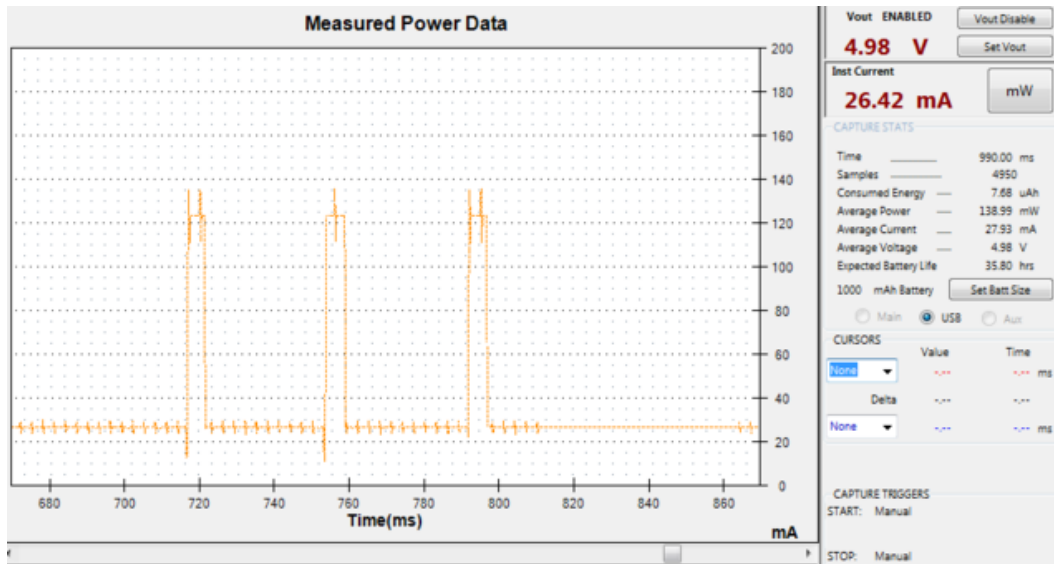 Measured Power Data
200
180
160
140
120
100
80
60
40
20
0
680 700 720 740 760 780 800 820 840 860
Time(ms)
mA
Vout ENABLED
Vout Disable
4.98 V
Set Vout
Inst Current
26.42 mA
mW
CAPTURE STATS
Time 990.00 ms
Samples 4950
Consumed Energy 7.68 uAh
Average Power 138.99 mW
Average Current 27.93 mA
Average Voltage 4.98 V
Expected Battery Life 35.80 hrs
1000 mAh Battery Set Batt Size
Main USB Aux
CURSORS
Value Time
None -.-- -.-- ms
Delta -.-- -.--
None -.-- -.-- ms
CAPTURE TRIGGERS
START: Manual
STOP: Manual